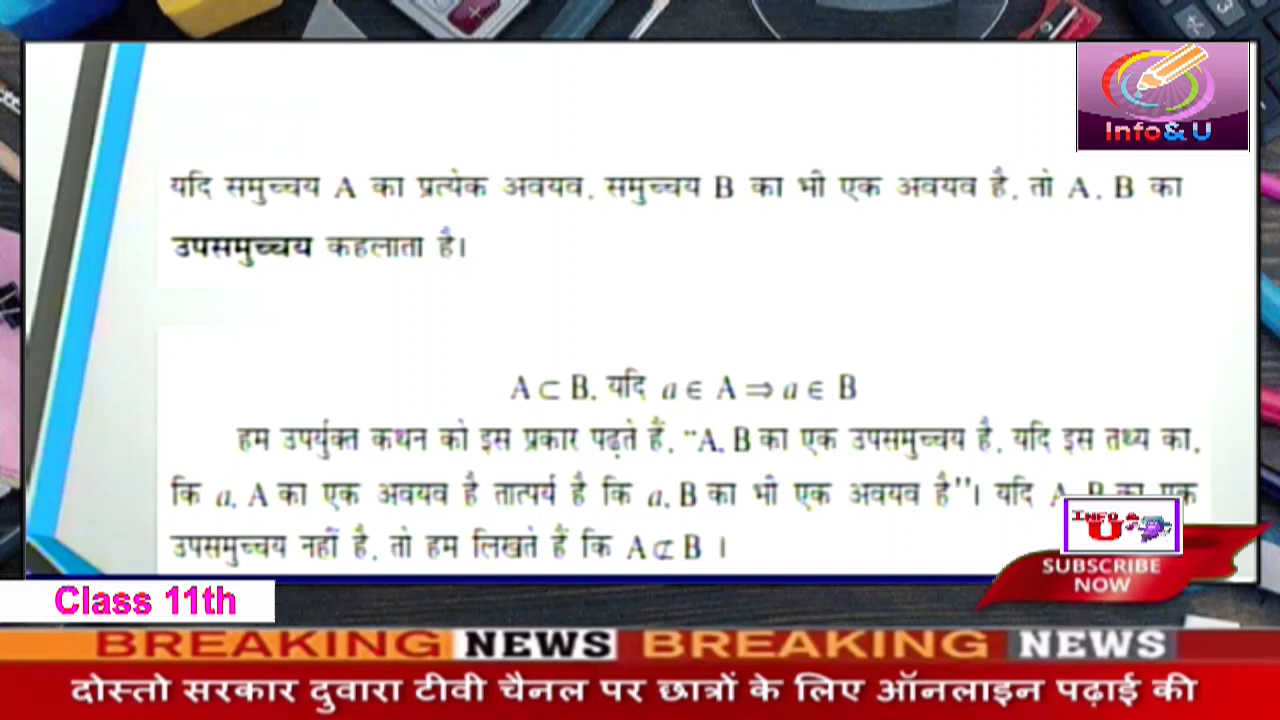 Info& U
यदि समुच्चय A का प्रत्येक अवयव, समुच्चय B का भी एक अवयव है, तो A, B का
उपसमुच्चय कहलाता है।
A ⊂ B, यदि a ∈ A ⇒ a ∈ B
हम उपर्युक्त कथन को इस प्रकार पढ़ते हैं, “A, B का एक उपसमुच्चय है, यदि इस तथ्य का,
कि a, A का एक अवयव है तात्पर्य है कि a, B का भी एक अवयव है”। यदि A, B का एक
उपसमुच्चय नहीं है, तो हम लिखते हैं कि A ⊄ B ।
INFO &
U
SUBSCRIBE
NOW
Class 11th
BREAKING NEWS BREAKING NEWS
दोस्तो सरकार दुवारा टीवी चैनल पर छात्रों के लिए ऑनलाइन पढ़ाई की